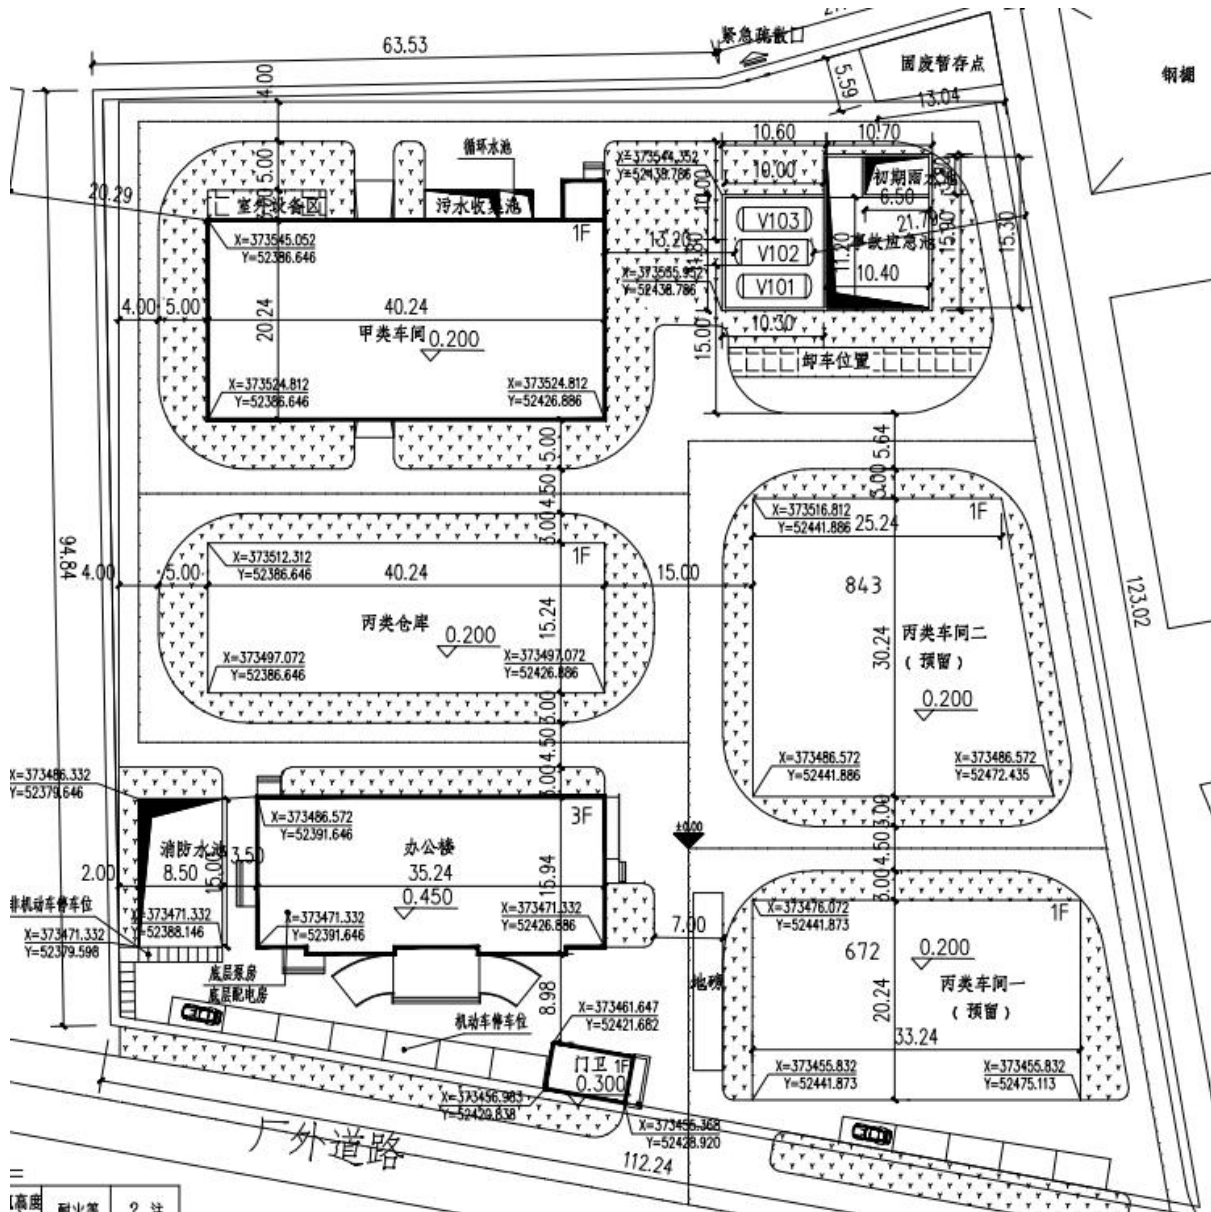 63.53
紧急疏散口
固废暂存点
钢棚
4.00
5.59
13.04
10.60
10.70
循环水池
X=373544.352
Y=52438.786
10.00
初期雨水池
5.00
20.29
室外设备区
污水收集池
6.50
21.79
1F
V103
X=373545.052
Y=52386.646
13.20
V102
事故应急池
11.20
15.90
15.30
10.40
Y=52438.786
V101
4.00
5.00
40.24
20.24
10.30
甲类车间
0.200
15.00
卸车位置
X=373524.812
Y=52386.646
X=373524.812
Y=52426.886
5.00
5.64
4.50
3.00
3.00
X=373516.812
Y=52441.886
25.24
1F
94.84
X=373512.312
Y=52386.646
1F
4.00
5.00
40.24
15.00
843
123.02
丙类仓库
0.200
15.24
丙类车间二
（预留）
30.24
0.200
X=373497.072
Y=52386.646
X=373497.072
Y=52426.886
3.00
4.50
3.00
X=373486.572
Y=52441.886
X=373486.572
Y=52472.435
X=373486.332
Y=52379.646
X=373486.572
Y=52391.646
3F
±0.00
3.00
4.50
3.00
消防水池
3.50
办公楼
2.00
8.50
15.00
35.24
15.94
0.450
非机动车停车位
X=373471.332
Y=52388.146
X=373471.332
Y=52391.646
X=373471.332
Y=52426.886
X=373476.072
Y=52441.873
1F
X=373471.332
Y=52379.598
7.00
672
0.200
底层泵房
底层配电房
地磅
丙类车间一
（预留）
8.98
20.24
机动车停车位
X=373461.647
Y=52421.682
33.24
门卫 1F
0.300
X=373455.832
Y=52441.873
X=373455.832
Y=52475.113
X=373456.983
Y=52420.838
厂外道路
Y=52428.920
112.24
高度
耐火等
2. 注